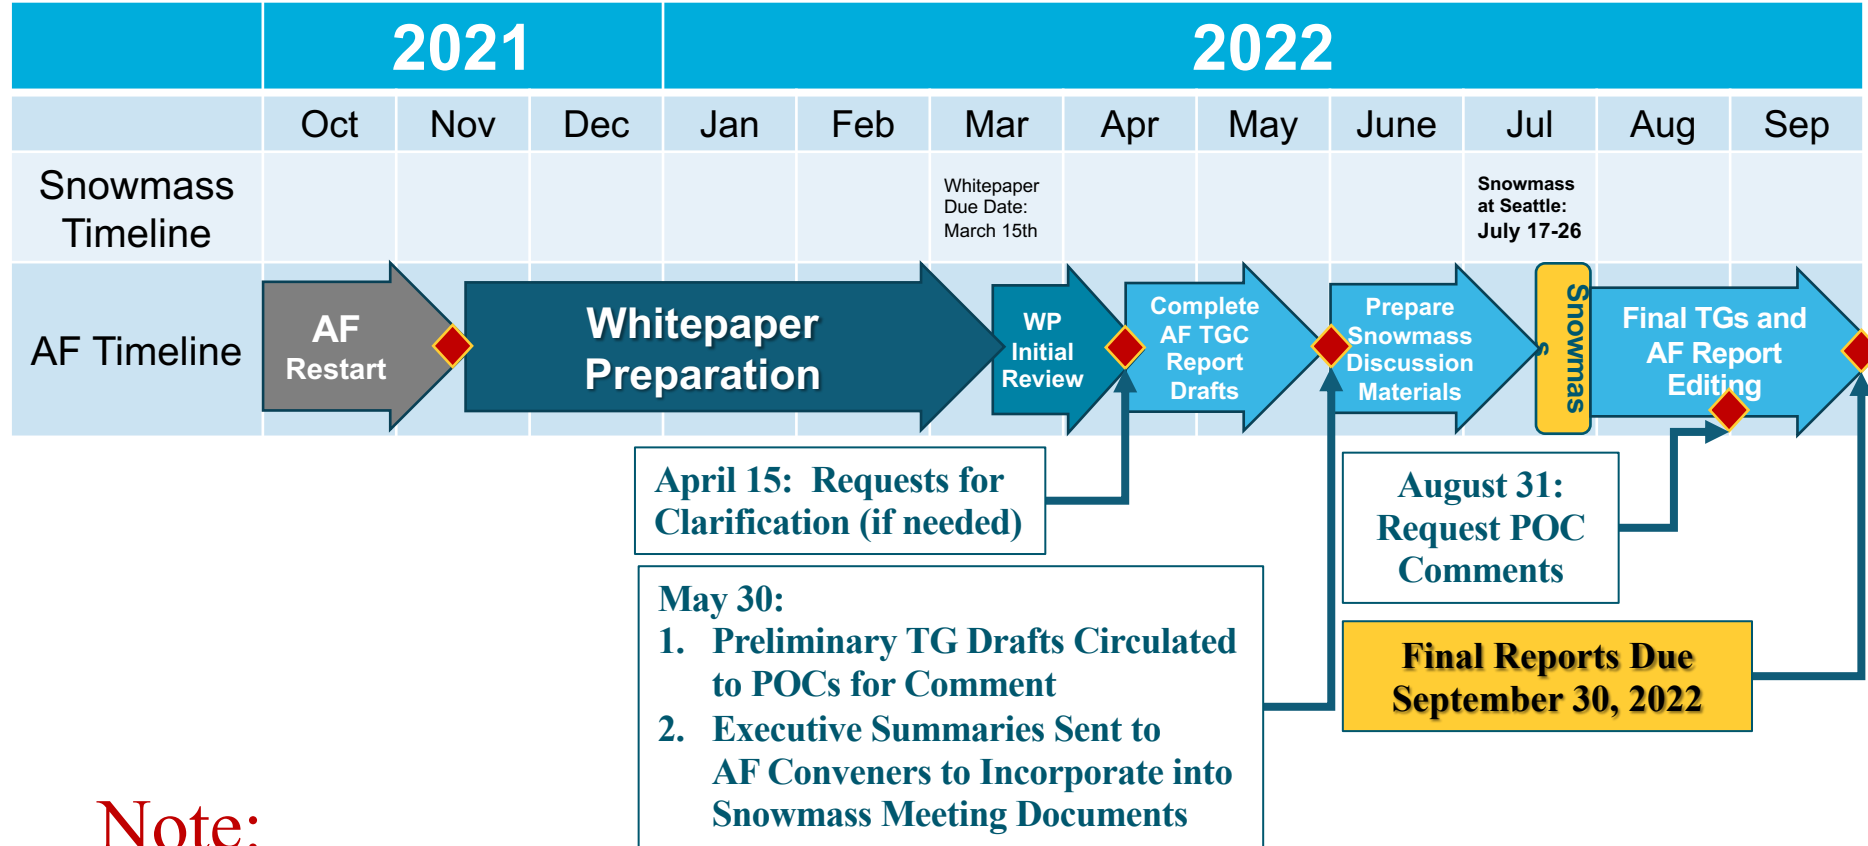 2021
2022
Oct
Nov
Dec
Jan
Feb
Mar
Apr
May
June
Jul
Aug
Sep
Snowmass
Timeline
Whitepaper
Due Date:
March 15th
Snowmass
at Seattle:
July 17-26
AF Timeline
AF
Restart
Whitepaper
Preparation
WP
Initial
Review
Complete
AF TGC
Report
Drafts
Prepare
Snowmass
Discussion
Materials
Snowmas
s
Final TGs and
AF Report
Editing
April 15: Requests for
Clarification (if needed)
May 30:
1. Preliminary TG Drafts Circulated
to POCs for Comment
2. Executive Summaries Sent to
AF Conveners to Incorporate into
Snowmass Meeting Documents
August 31:
Request POC
Comments
Final Reports Due
September 30, 2022
Note: